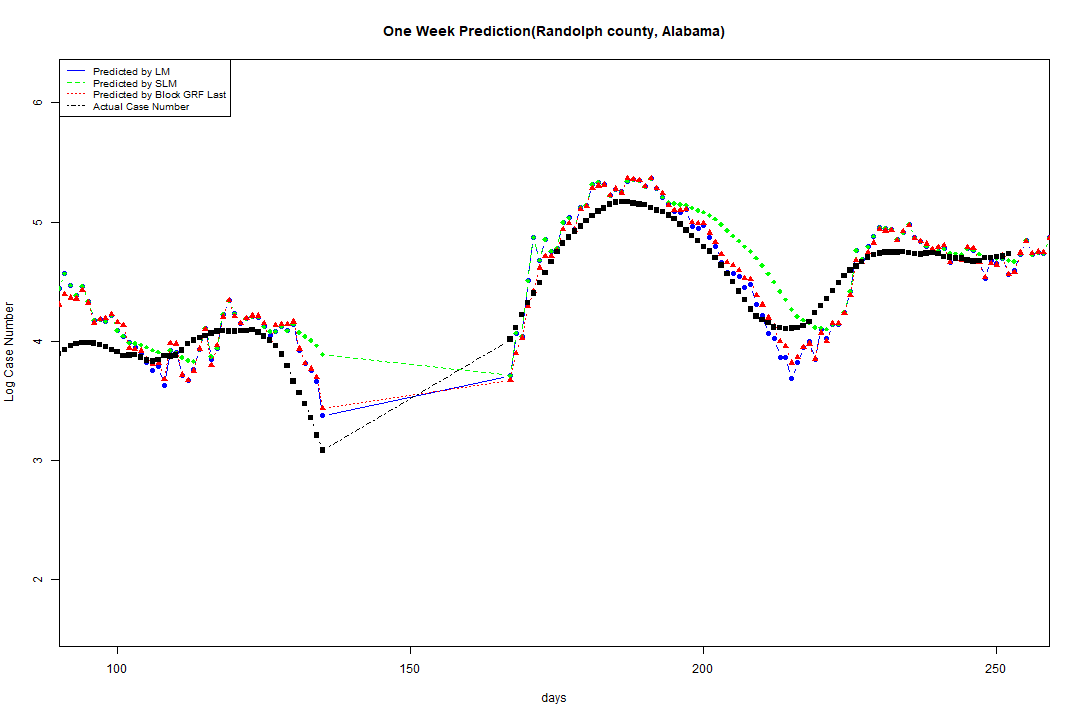 One Week Prediction(Randolph county, Alabama)
Predicted by LM
Predicted by SLM
Predicted by Block GRF Last
Actual Case Number
Log Case Number
6
5
4
3
2
100 150 200 250
days